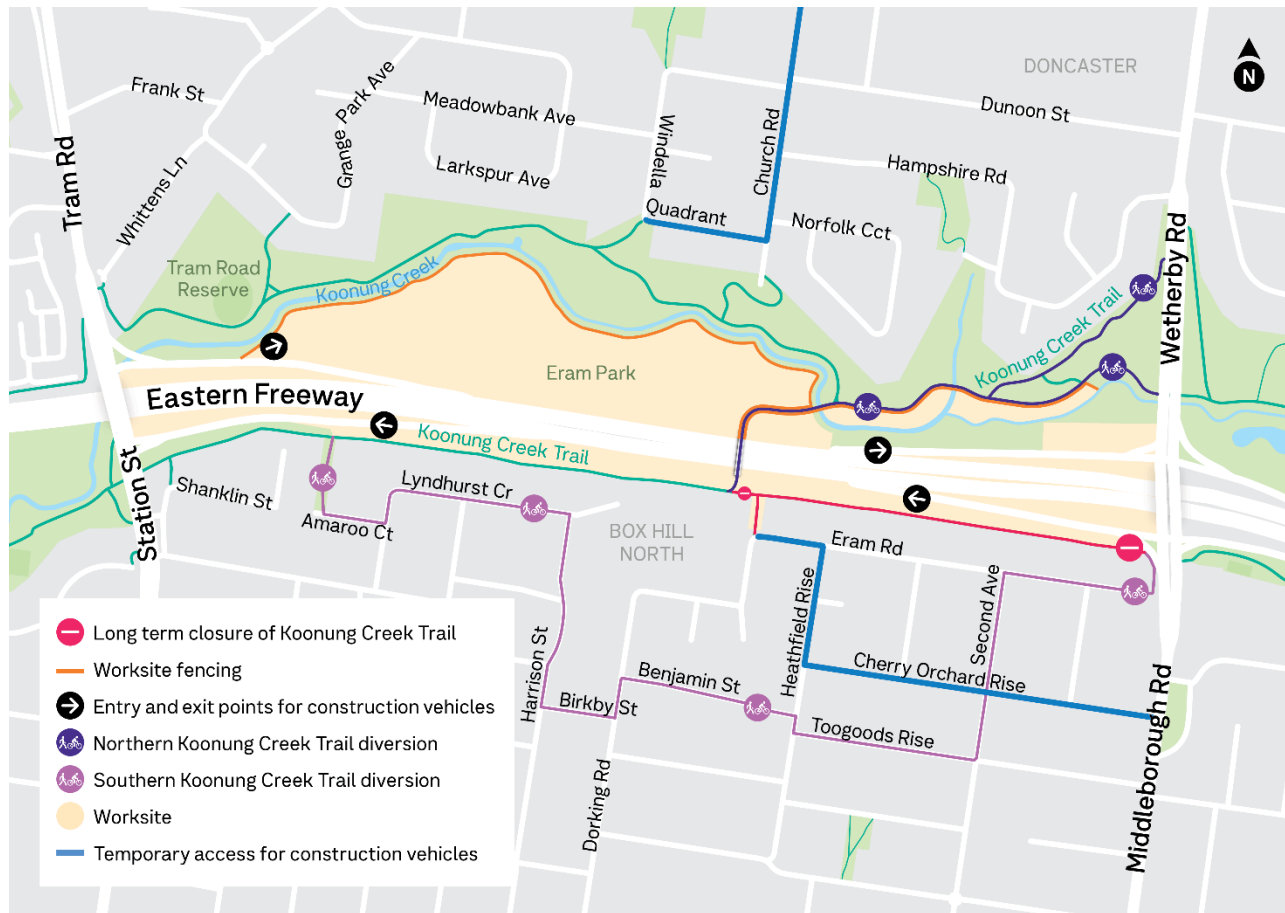 N
DONCASTER
Frank St
Grange Park Ave
Meadowbank Ave
Dunoon St
Windella
Quadrant
Church Rd
Hampshire Rd
Tram Rd
Whittens Ln
Larkspur Ave
Norfolk Cct
Wetherby Rd
Tram Road
Reserve
Koonung Creek
Koonung Creek Trail
Eram Park
Eastern Freeway
Koonung Creek Trail
Station St
Shanklin St
Amaroo Ct
Lyndhurst Cr
BOX HILL
NORTH
Eram Rd
Harrison St
Birkby St
Benjamin St
Heathfield Rise
Second Ave
Cherry Orchard Rise
Toogoods Rise
Dorking Rd
Middleborough Rd
Long term closure of Koonung Creek Trail
Worksite fencing
Entry and exit points for construction vehicles
Northern Koonung Creek Trail diversion
Southern Koonung Creek Trail diversion
Worksite
Temporary access for construction vehicles